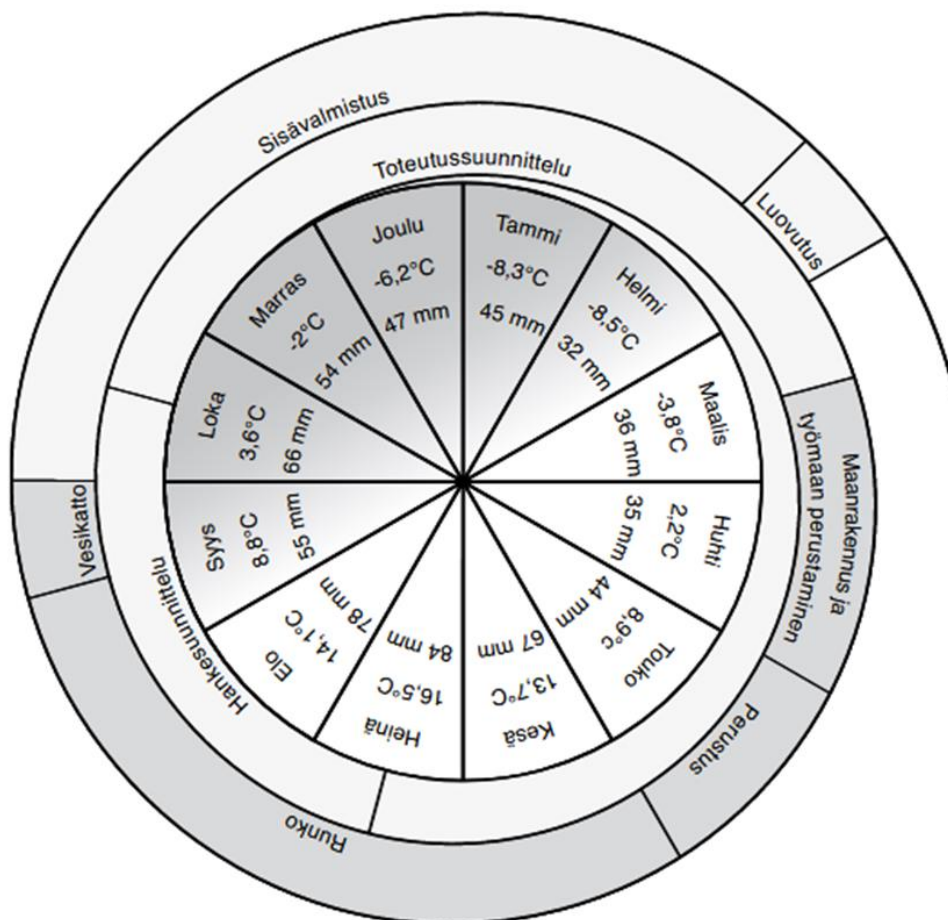 Sisävalmistus
Toteutussuunnittelu
Luovutus
Maanrakennus ja
työmaan perustaminen
Perustus
Runko
Vesikatto
Hankesuunnittelu
Tammi
-8,3°C
45 mm
Helmi
-8,5°C
32 mm
Maalis
-3,8°C
36 mm
Huhti
2,2°C
35 mm
Touko
8,9°c
44 mm
Kesä
13,7°C
67 mm
Heinä
16,5°C
84 mm
Elo
14,1°C
78 mm
Syys
8,8°C
55 mm
Loka
3,6°C
66 mm
Marras
-2°C
54 mm
Joulu
-6,2°C
47 mm